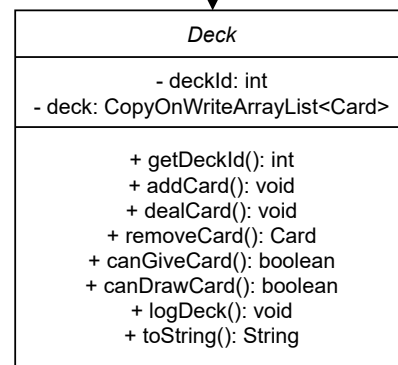 Deck
- deckId: int
- deck: CopyOnWriteArrayList<Card>
+ getDeckId(): int
+ addCard(): void
+ dealCard(): void
+ removeCard(): Card
+ canGiveCard(): boolean
+ canDrawCard(): boolean
+ logDeck(): void
+ toString(): String